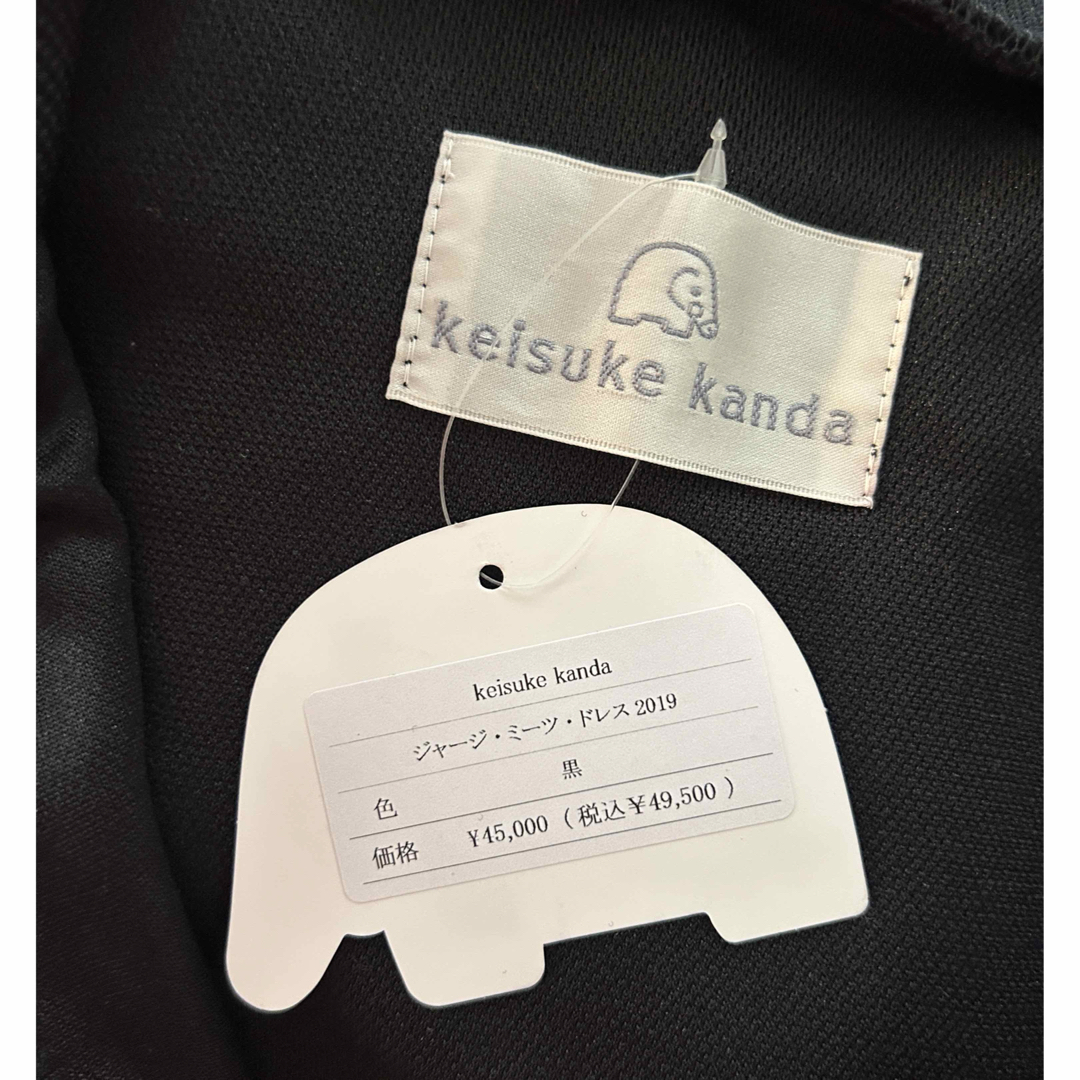 keisuke kanda
keisuke kanda
ジャージ・ミーツ・ドレス 2019
色 黒
価格 ¥45,000 ( 税込¥49,500 )